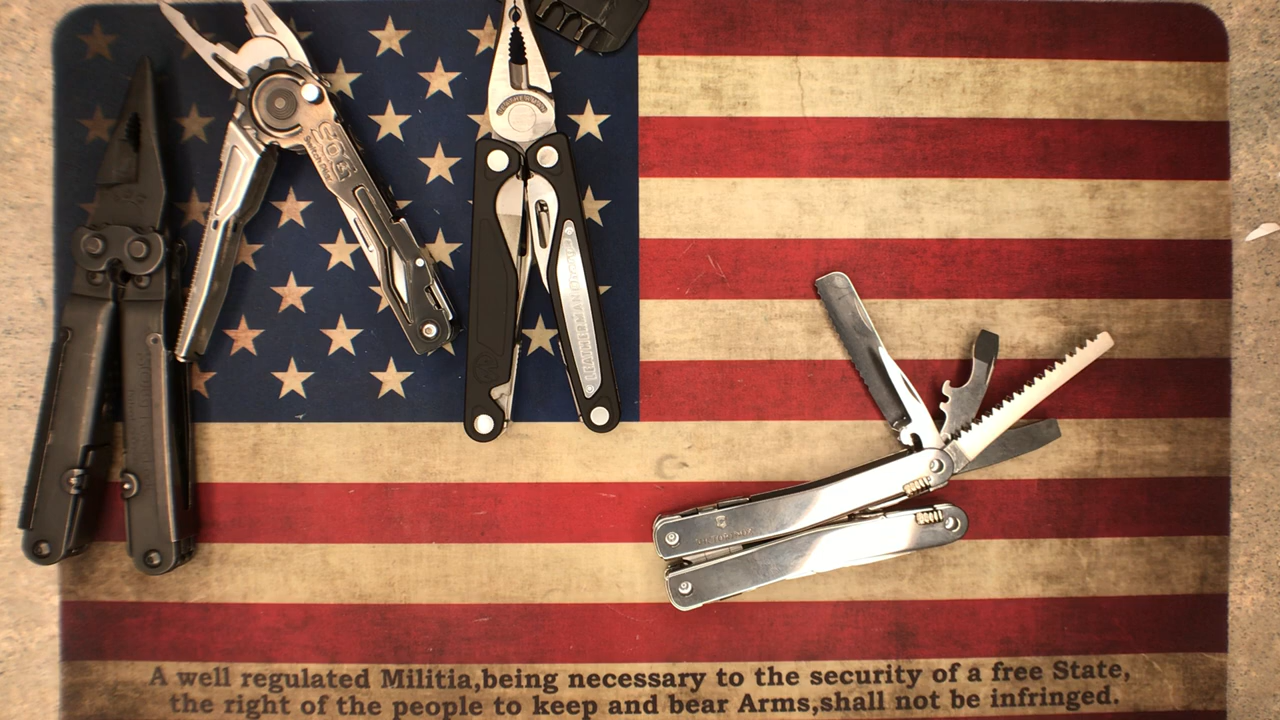 SOG
LEATHERMAN
A well regulated Militia,being necessary to the security of a free State,
the right of the people to keep and bear Arms,shall not be infringed.